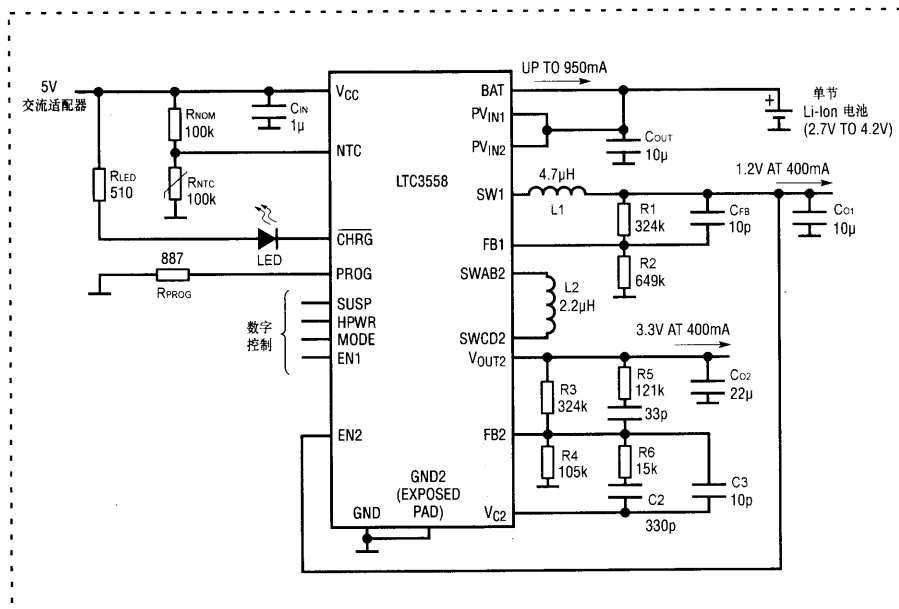 5V
交流适配器
RNOM
100k
CIN
1µ
RNTC
100k
RLED
510
LED
887
RPROG
数字
控制
VCC
NTC
CHRG
PROG
SUSP
HPWR
MODE
EN1
EN2
LTC3558
GND
GND2
(EXPOSED
PAD)
BAT
PVIN1
PVIN2
SW1
FB1
SWAB2
SWCD2
VOUT2
FB2
VC2
UP TO 950mA
COUT
10µ
+
单节
Li-Ion 电池
(2.7V TO 4.2V)
1.2V AT 400mA
4.7µH
L1
R1
324k
CFB
10p
CO1
10µ
R2
649k
L2
2.2µH
3.3V AT 400mA
R3
324k
R5
121k
33p
CO2
22µ
R4
105k
R6
15k
C2
330p
C3
10p